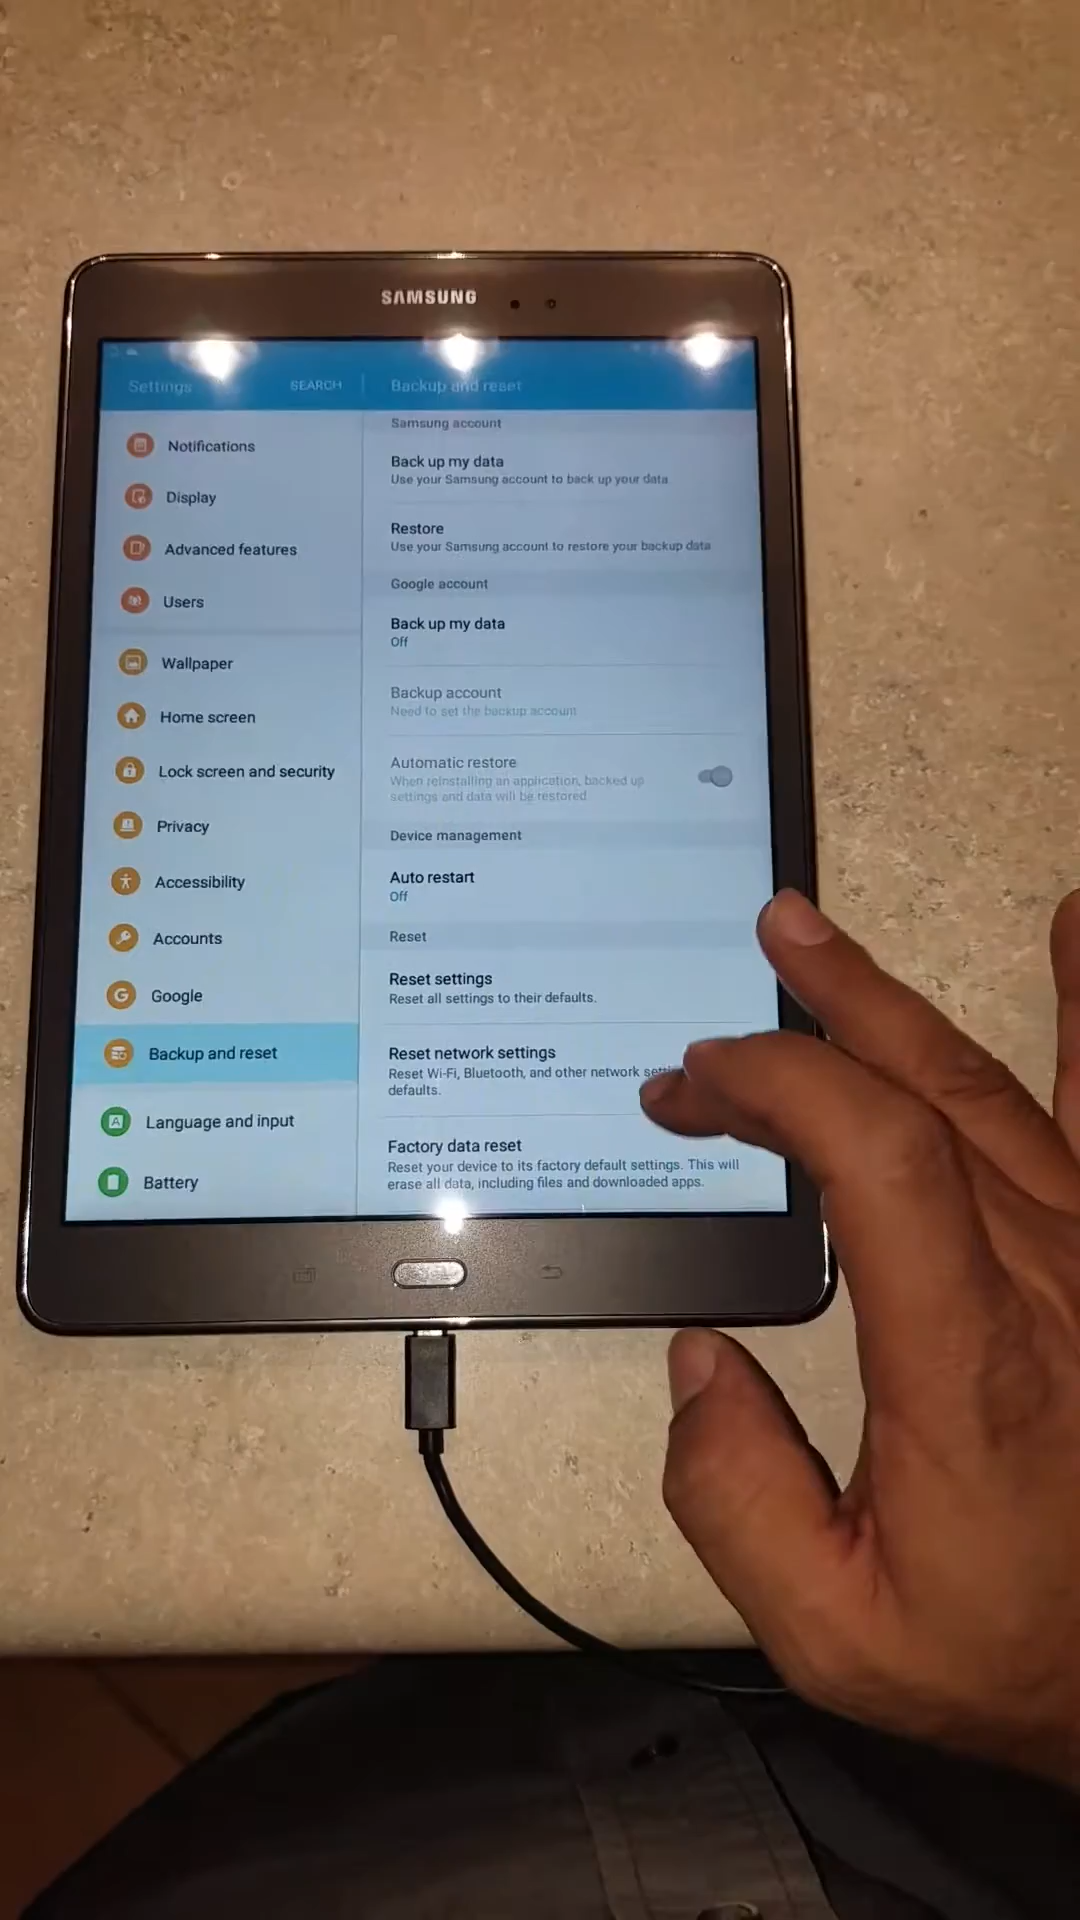 SAMSUNG
Settings
SEARCH
Backup and reset
Notifications
Display
Advanced features
Users
Wallpaper
Home screen
Lock screen and security
Privacy
Accessibility
Accounts
Google
Backup and reset
Language and input
Battery
Samsung account
Back up my data
Use your Samsung account to back up your data
Restore
Use your Samsung account to restore your backup data
Google account
Back up my data
Off
Backup account
Need to set the backup account
Automatic restore
When reinstalling an application, backed up
settings and data will be restored
Device management
Auto restart
Off
Reset
Reset settings
Reset all settings to their defaults.
Reset network settings
Reset Wi-Fi, Bluetooth, and other network
defaults.
Factory data reset
Reset your device to its factory default settings. This will
erase all data, including files and downloaded apps.